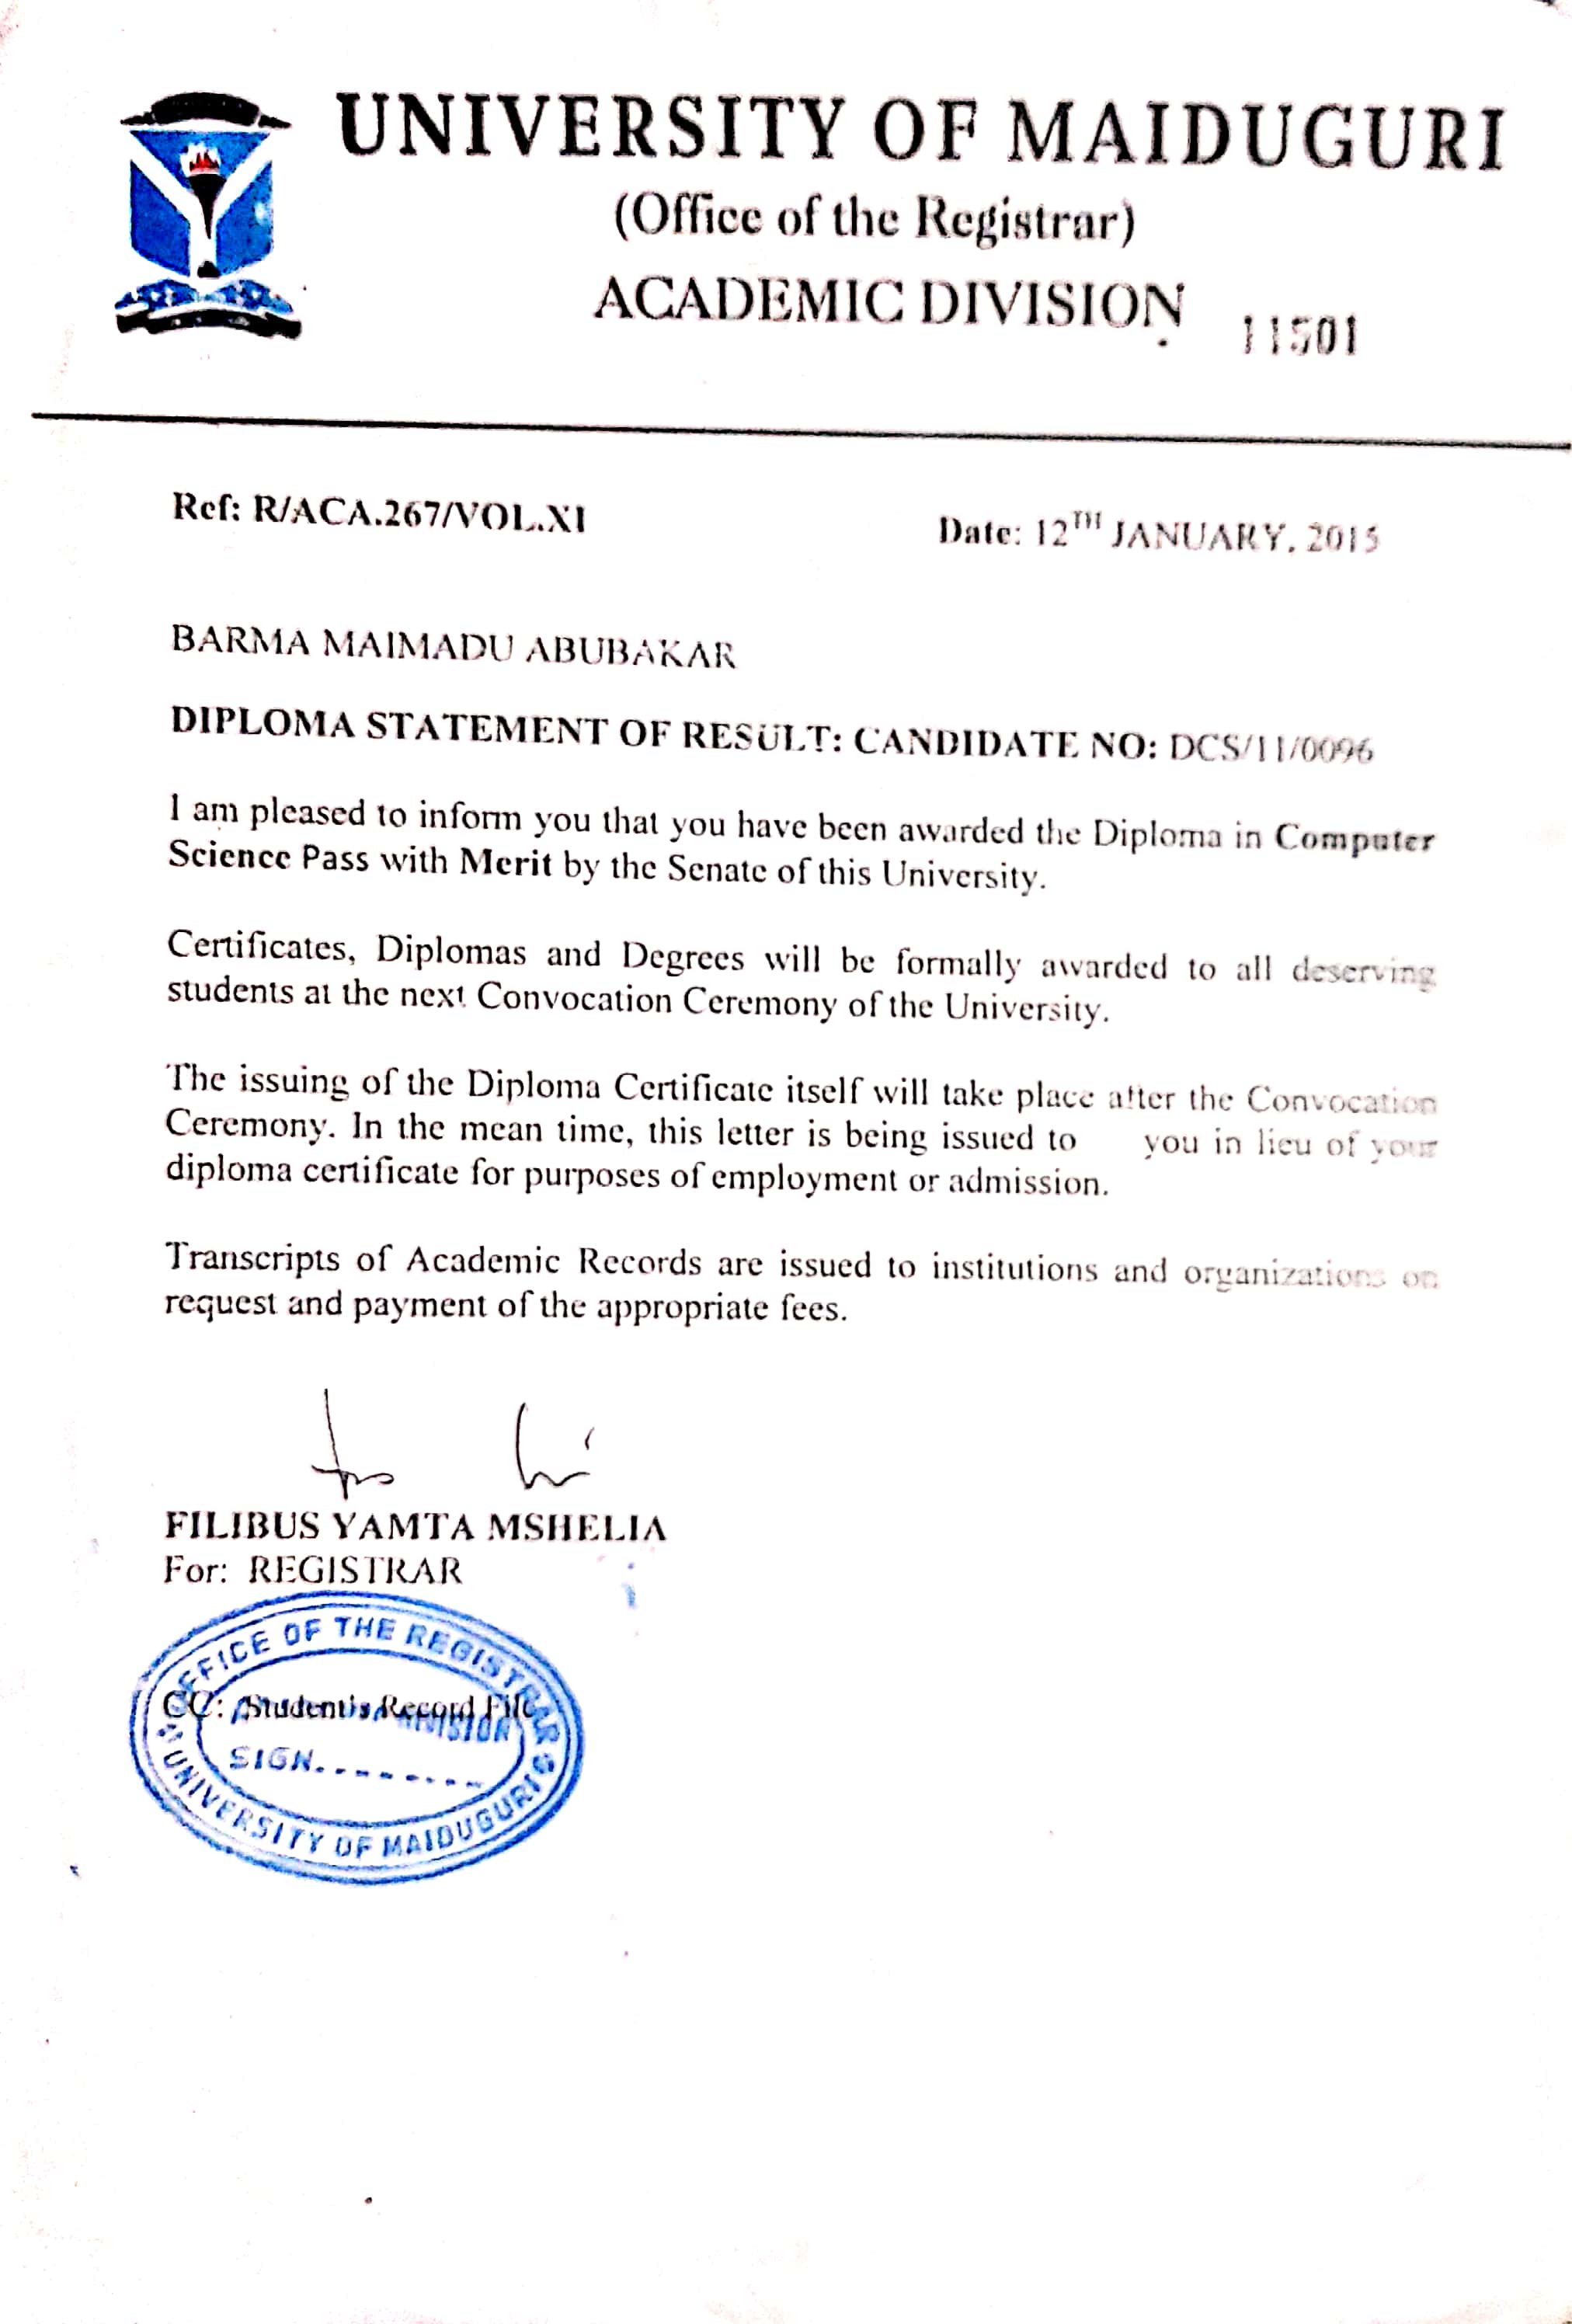 UNIVERSITY OF MAIDUGURI
(Office of the Registrar)
ACADEMIC DIVISION
11501
Ref: R/ACA.267/VOL.XI
Date: 12TH JANUARY, 2015
BARMA MAIMADU ABUBAKAR
DIPLOMA STATEMENT OF RESULT: CANDIDATE NO: DCS/11/0096
I am pleased to inform you that you have been awarded the Diploma in Computer
Science Pass with Merit by the Senate of this University.
Certificates, Diplomas and Degrees will be formally awarded to all deserving
students at the next Convocation Ceremony of the University.
The issuing of the Diploma Certificate itself will take place after the Convocation
Ceremony. In the mean time, this letter is being issued to you in lieu of your
diploma certificate for purposes of employment or admission.
Transcripts of Academic Records are issued to institutions and organizations on
request and payment of the appropriate fees.
FILIBUS YAMTA MSHELIA
For: REGISTRAR
OFFICE OF THE REGISTRAR
CC: Student's Record File
DIVISION
SIGN.........
UNIVERSITY OF MAIDUGURI